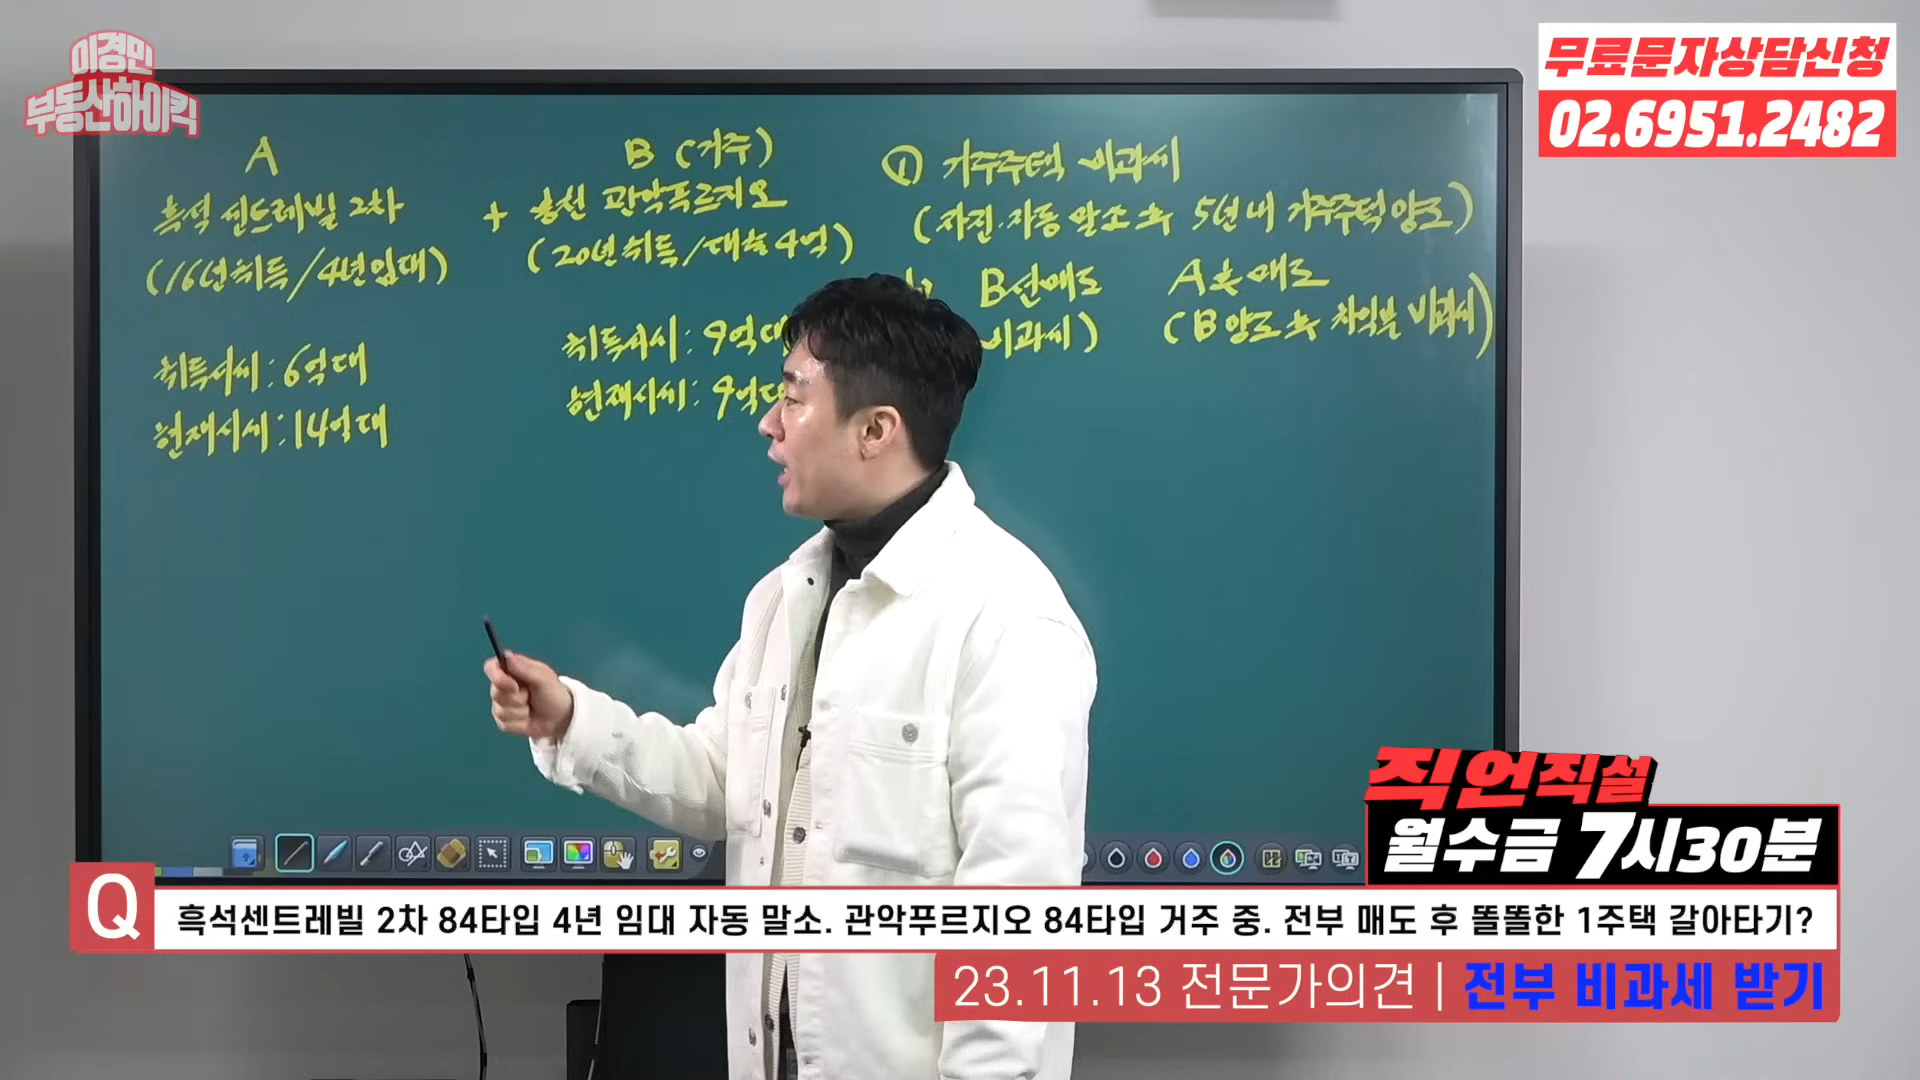 이경민
부동산하이킥
무료문자상담신청
02.6951.2482
A
흑석 센트레빌 2차
(16년취득/4년임대)
취득시세:6억대
현재시세:14억대
+
B (거주)
봉천 관악푸르지오
(20년취득/대출4억)
취득시세:9억대
현재시세:9억
① 거주주택 비과세
(자진·자동 말소 후 5년내 거주주택양도)
B선매도 A후매도
비과세) (B양도 후 차익분 비과세)
직언직설
월수금 7시30분
Q
흑석센트레빌 2차 84타입 4년 임대 자동 말소. 관악푸르지오 84타입 거주 중. 전부 매도 후 똘똘한 1주택 갈아타기?
23.11.13 전문가의견 | 전부 비과세 받기